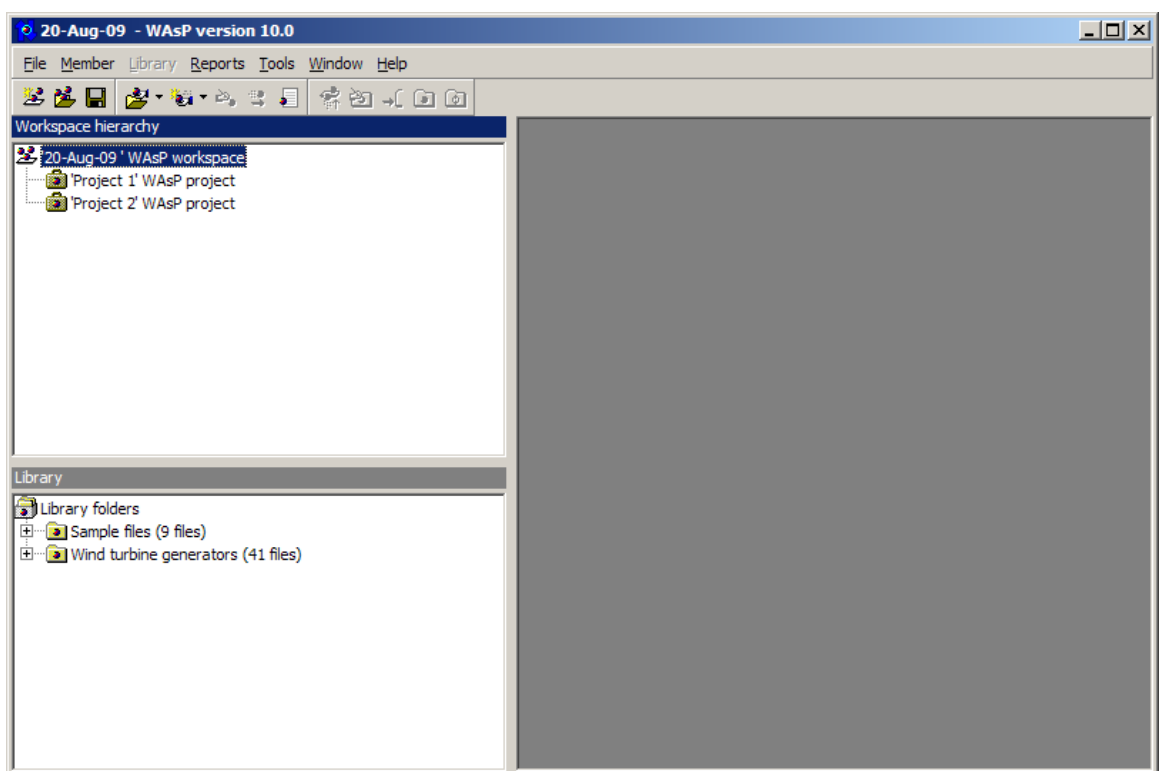 20-Aug-09 - WAsP version 10.0
File Member Library Reports Tools Window Help
Workspace hierarchy
'20-Aug-09 ' WAsP workspace
'Project 1' WAsP project
'Project 2' WAsP project
Library
Library folders
Sample files (9 files)
Wind turbine generators (41 files)